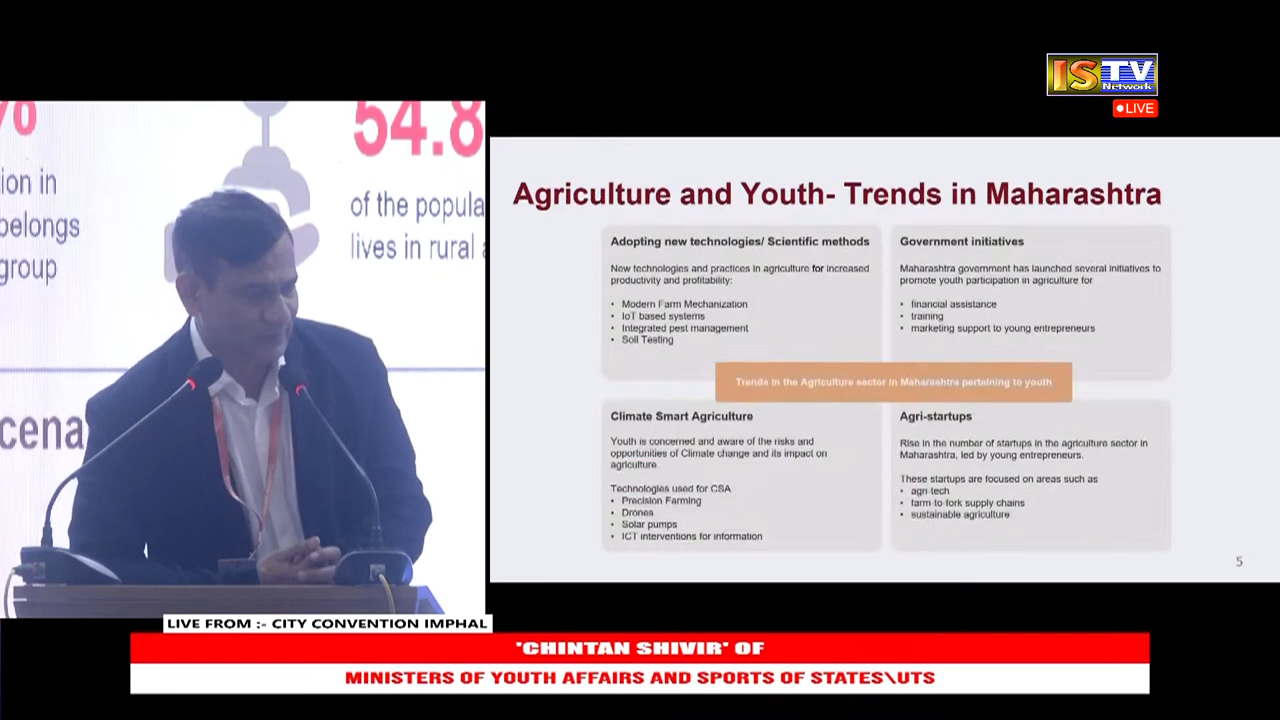 IS TV
Network
LIVE
%
54.8
ion in
of the popula
belongs
lives in rural
group
cena
Agriculture and Youth- Trends in Maharashtra
Adopting new technologies/ Scientific methods
New technologies and practices in agriculture for increased
productivity and profitability:
• Modern Farm Mechanization
• IoT based systems
• Integrated pest management
• Soil Testing
Government initiatives
Maharashtra government has launched several initiatives to
promote youth participation in agriculture for
• financial assistance
• training
• marketing support to young entrepreneurs
Trends in the Agriculture sector in Maharashtra pertaining to youth
Climate Smart Agriculture
Youth is concerned and aware of the risks and
opportunities of Climate change and its impact on
agriculture.
Technologies used for CSA
• Precision Farming
• Drones
• Solar pumps
• ICT interventions for information
Agri-startups
Rise in the number of startups in the agriculture sector in
Maharashtra, led by young entrepreneurs.
These startups are focused on areas such as
• agri tech
• farm to fork supply chains
• sustainable agriculture
5
LIVE FROM :- CITY CONVENTION IMPHAL
'CHINTAN SHIVIR' OF
MINISTERS OF YOUTH AFFAIRS AND SPORTS OF STATES\UTS